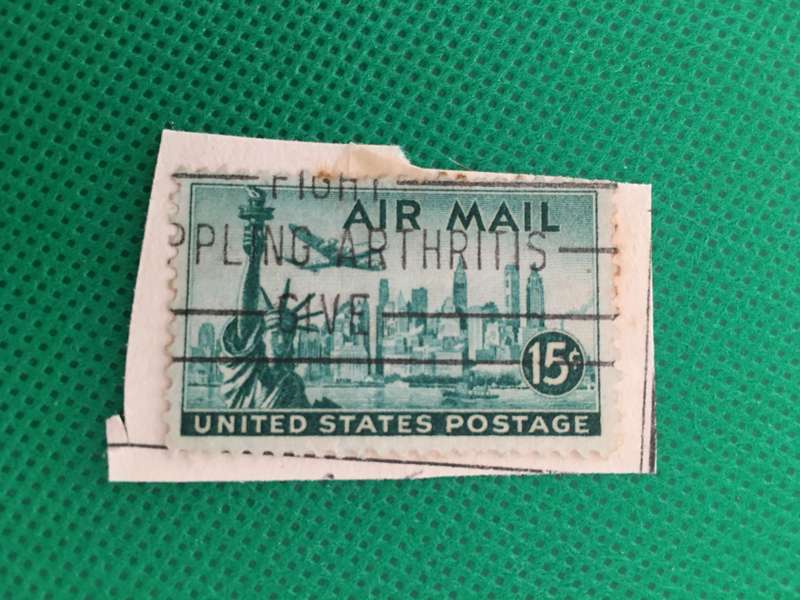 FIGHT
AIR MAIL
PLING ARTHRITIS
GIVE
15¢
UNITED STATES POSTAGE